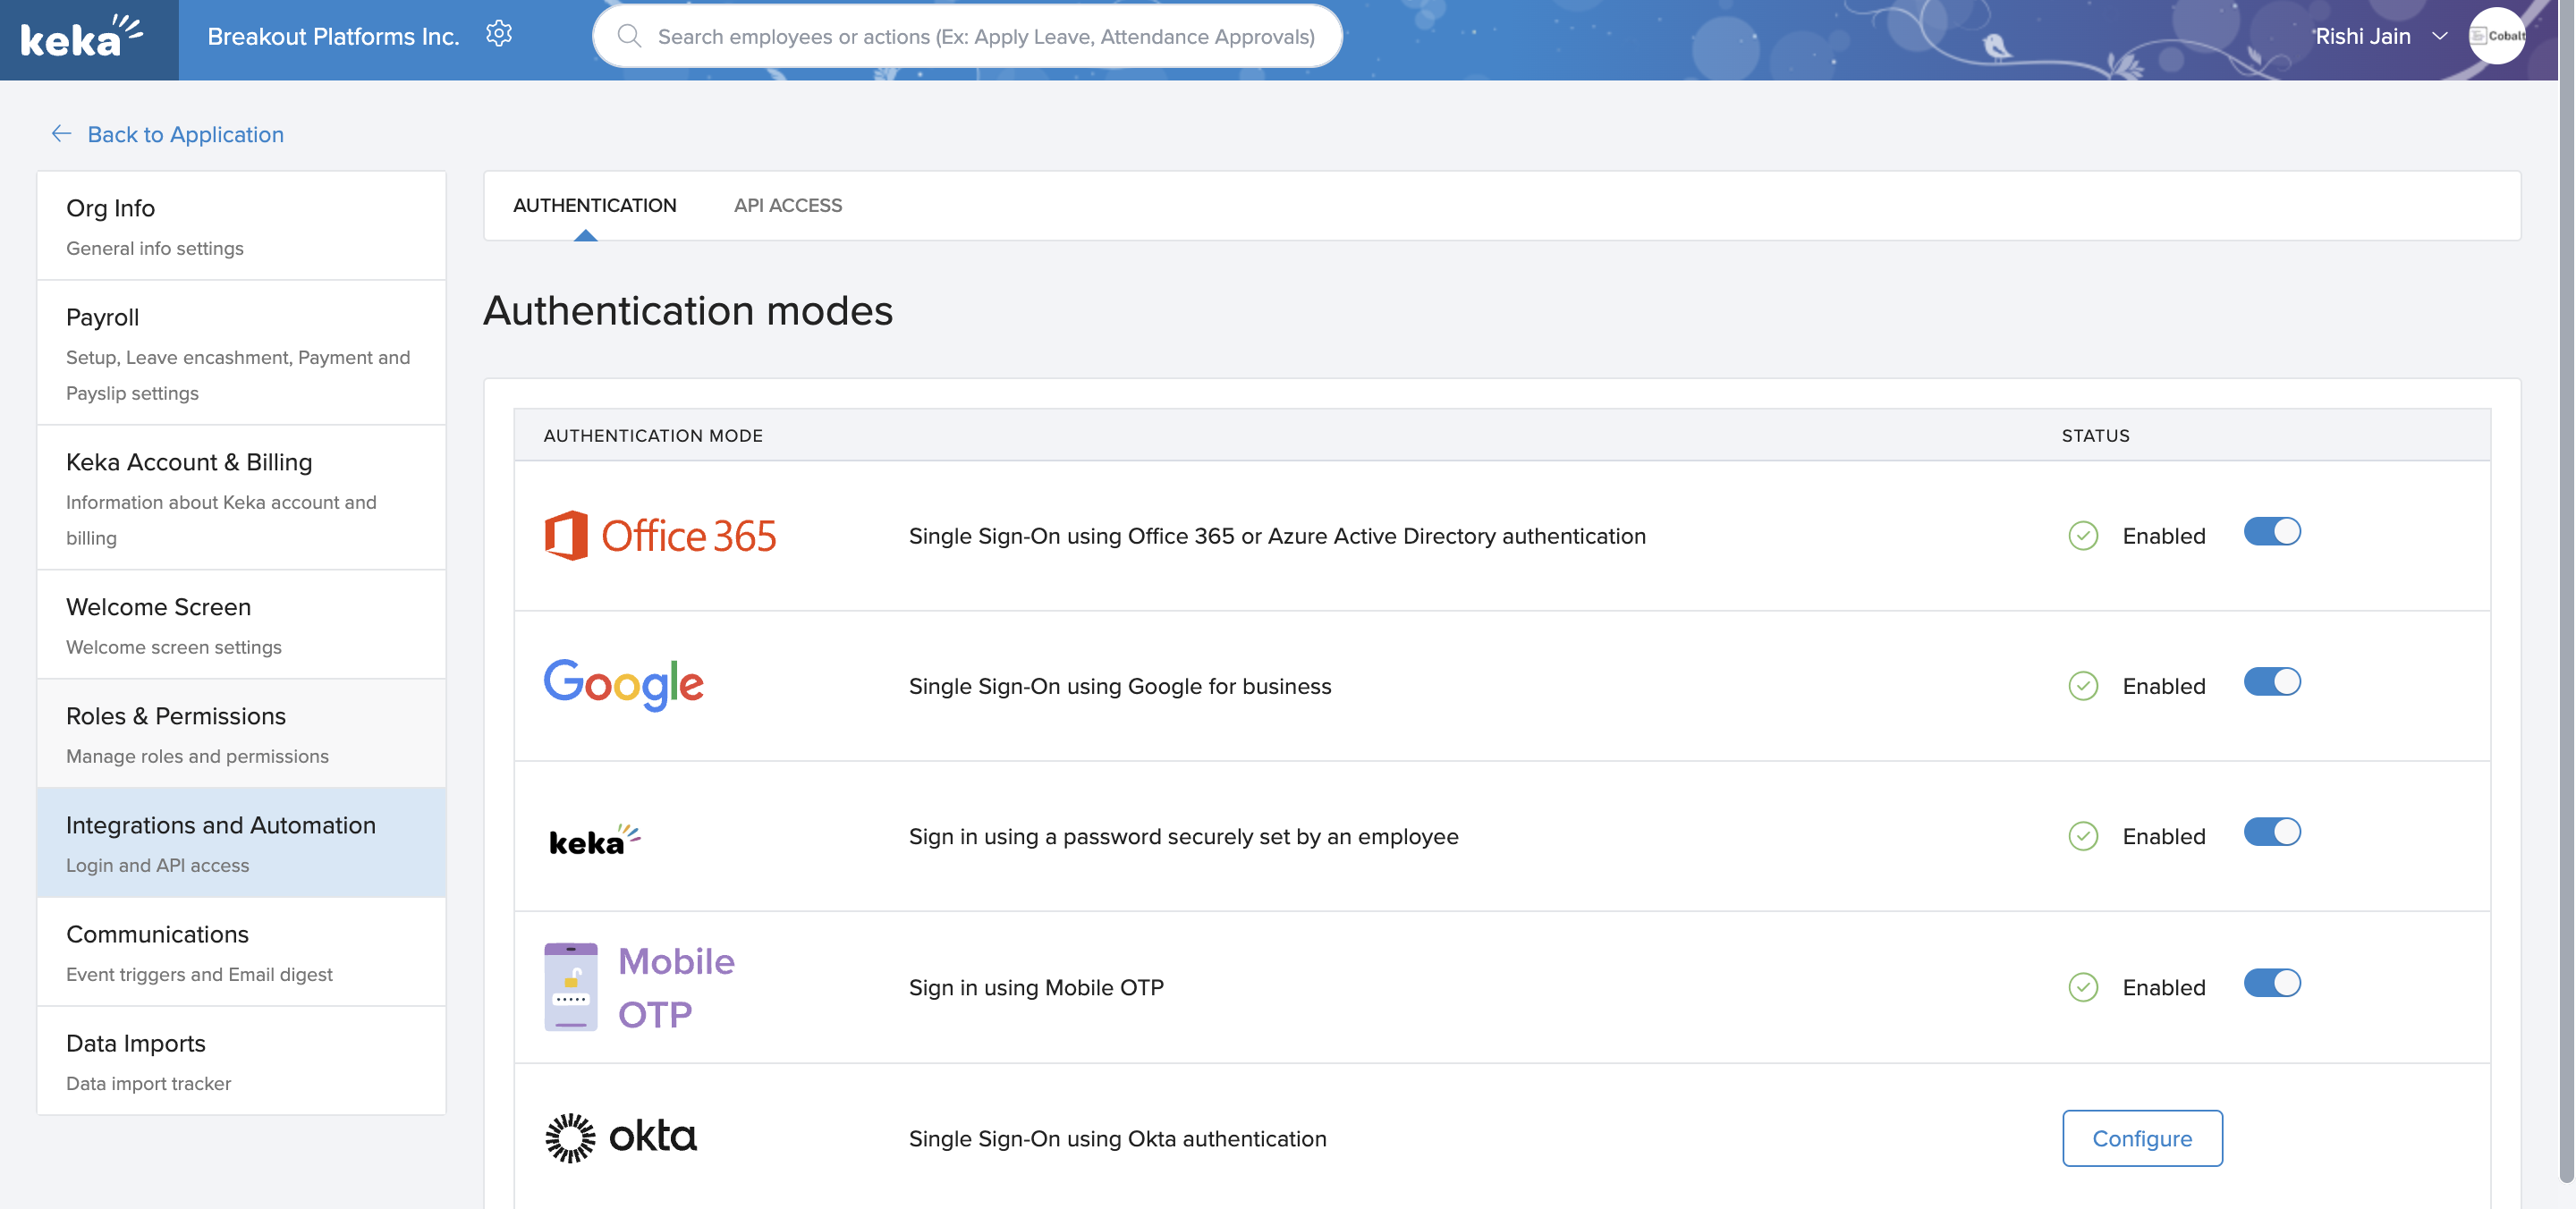 keka
Breakout Platforms Inc.
Search employees or actions (Ex: Apply Leave, Attendance Approvals)
Rishi Jain
Cobalt
Back to Application
Org Info
General info settings
Payroll
Setup, Leave encashment, Payment and
Payslip settings
Keka Account & Billing
Information about Keka account and
billing
Welcome Screen
Welcome screen settings
Roles & Permissions
Manage roles and permissions
Integrations and Automation
Login and API access
Communications
Event triggers and Email digest
Data Imports
Data import tracker
AUTHENTICATION
API ACCESS
Authentication modes
AUTHENTICATION MODE
STATUS
Office 365
Single Sign-On using Office 365 or Azure Active Directory authentication
Enabled
Google
Single Sign-On using Google for business
Enabled
keka
Sign in using a password securely set by an employee
Enabled
Mobile
OTP
Sign in using Mobile OTP
Enabled
okta
Single Sign-On using Okta authentication
Configure